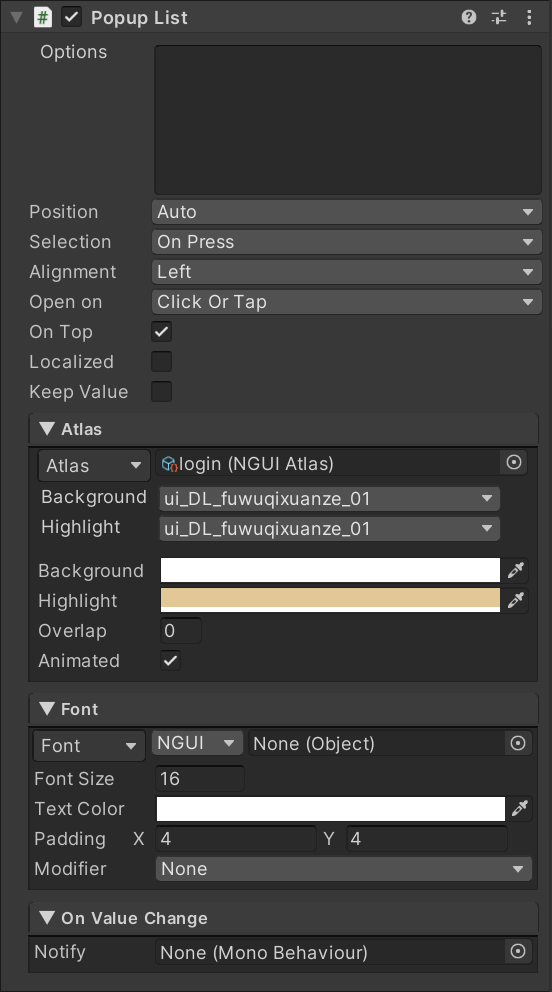 Popup List
Options
Position Auto
Selection On Press
Alignment Left
Open on Click Or Tap
On Top
Localized
Keep Value
Atlas
Atlas login (NGUI Atlas)
Background ui_DL_fuwuqixuanze_01
Highlight ui_DL_fuwuqixuanze_01
Background
Highlight
Overlap 0
Animated
Font
Font NGUI None (Object)
Font Size 16
Text Color
Padding X 4 Y 4
Modifier None
On Value Change
Notify None (Mono Behaviour)